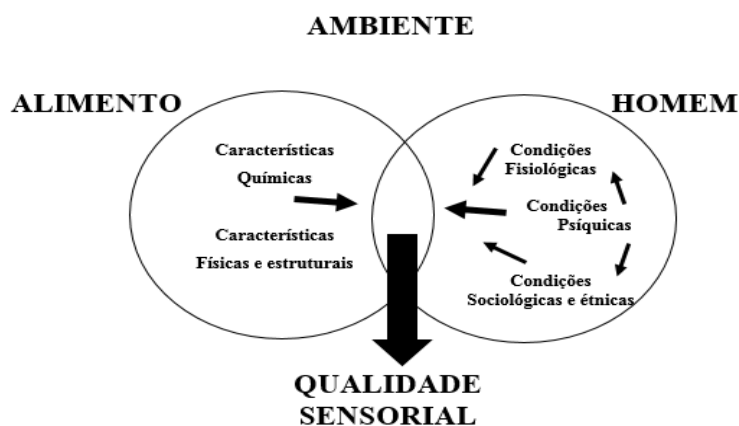 AMBIENTE
ALIMENTO
HOMEM
Características
Químicas
Características
Físicas e estruturais
Condições
Fisiológicas
Condições
Psíquicas
Condições
Sociológicas e étnicas
QUALIDADE
SENSORIAL